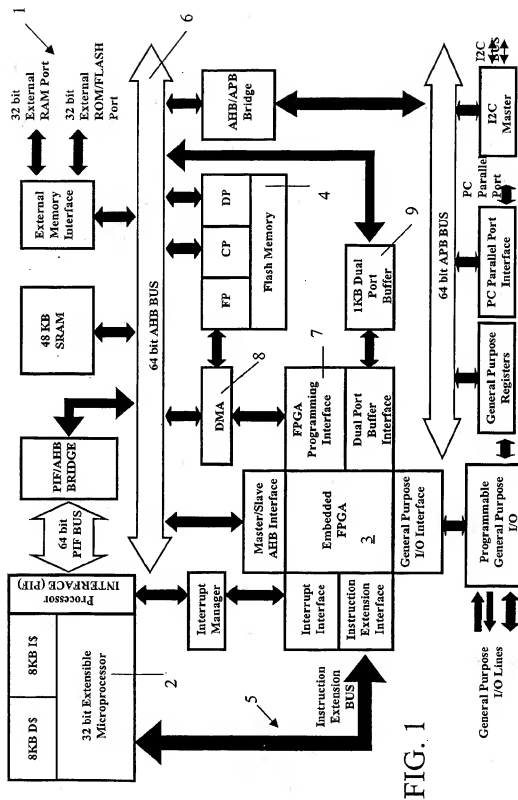 1
6
32 bit
External
RAM Port
32 bit
External
ROM/FLASH
Port
External
Memory
Interface
48 KB
SRAM
PIF/AHB
BRIDGE
64 bit
PIF BUS
Processor
INTERFACE (PIF)
8KB D$
8KB I$
32 bit Extensible
Microprocessor
2
64 bit AHB BUS
AHB/APB
Bridge
FP
CP
DP
Flash Memory
4
DMA
8
Interrupt
Manager
Master/Slave
AHB Interface
FPGA
Programming
Interface
7
1KB Dual
Port
Buffer
9
Interrupt
Interface
Embedded
FPGA
3
Dual Port
Buffer
Interface
Instruction
Extension
Interface
General Purpose
I/O Interface
5
Instruction
Extension
BUS
64 bit APB BUS
Programmable
General Purpose
I/O
General Purpose
Registers
PC Parallel Port
Interface
PC
Parallel
Port
I2C
Master
I2C
BUS
General Purpose
I/O Lines
FIG. 1